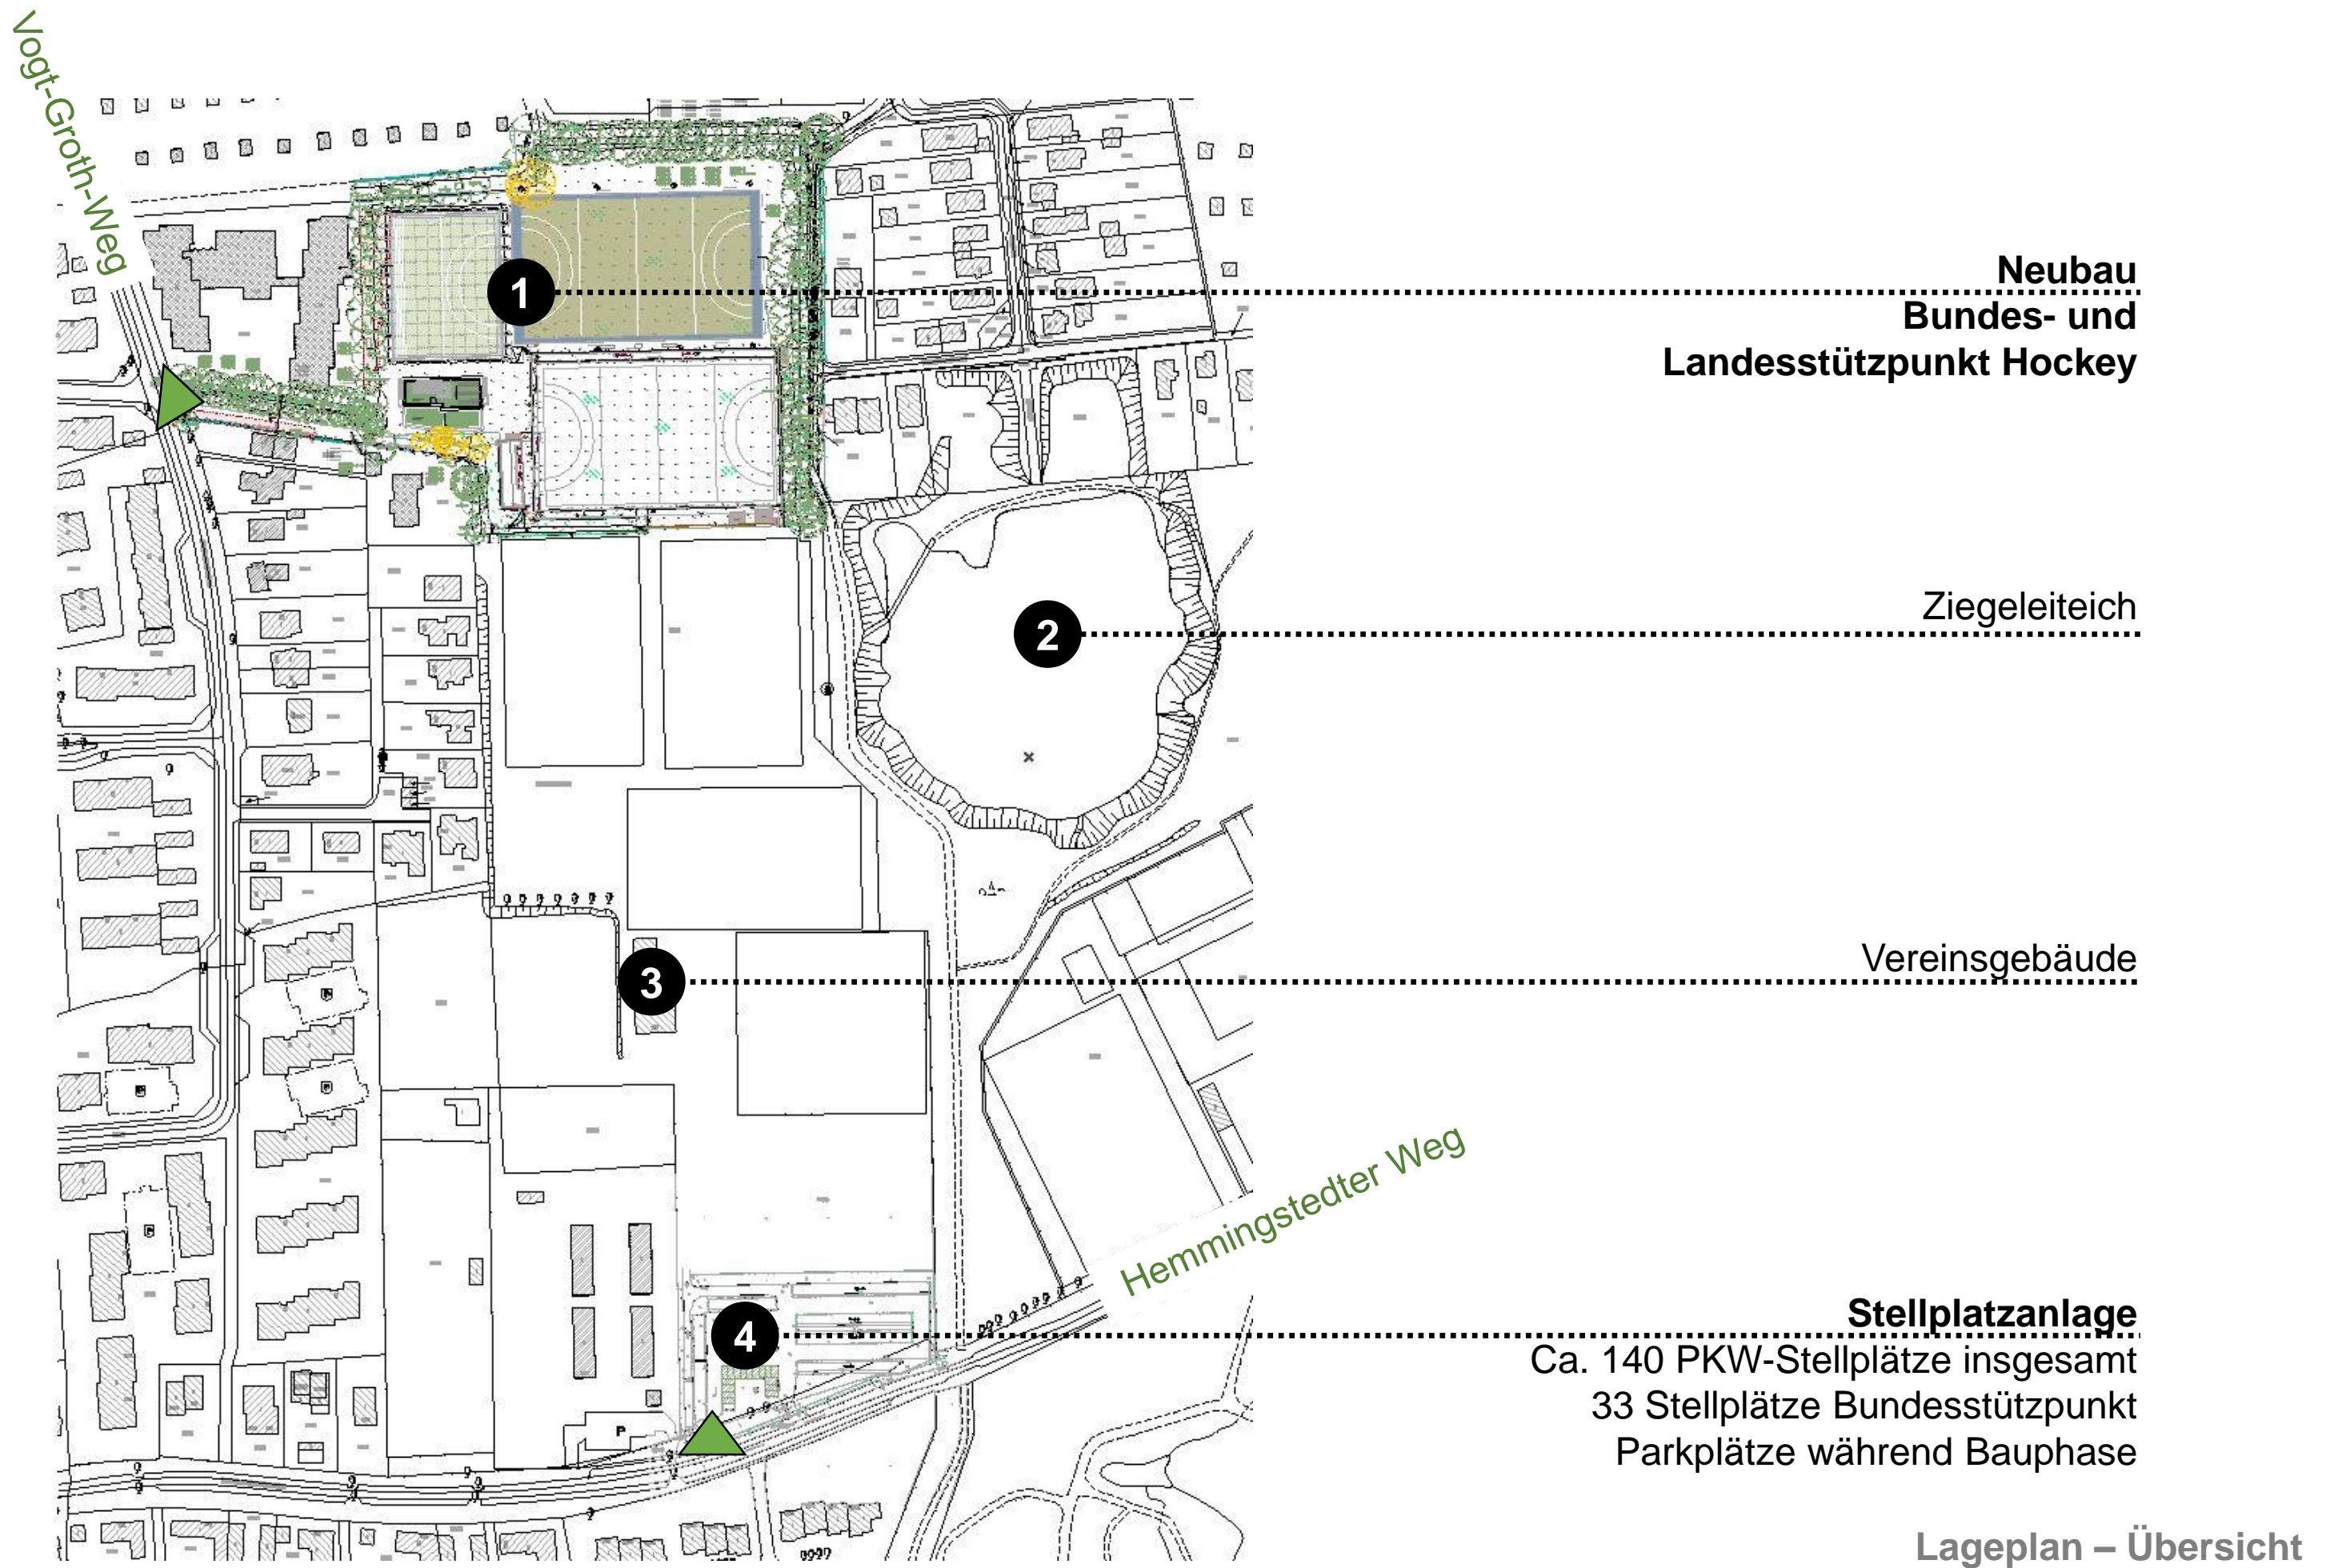 Vogt-Groth-Weg
1
Neubau
Bundes- und
Landesstützpunkt Hockey
2
Ziegeleiteich
3
Vereinsgebäude
Hemmingstedter Weg
4
Stellplatzanlage
Ca. 140 PKW-Stellplätze insgesamt
33 Stellplätze Bundesstützpunkt
Parkplätze während Bauphase
P
Lageplan – Übersicht